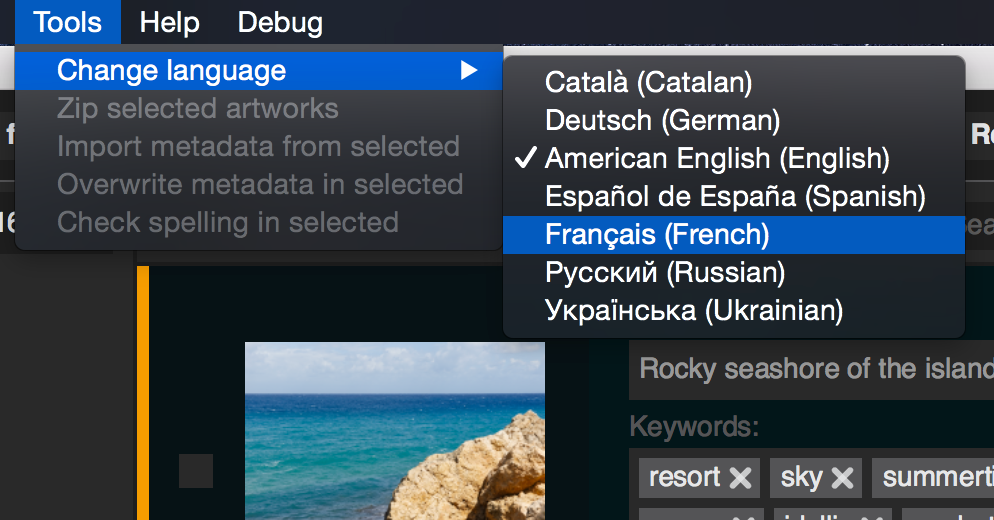 Tools Help Debug
Change language
Zip selected artworks
Import metadata from selected
Overwrite metadata in selected
Check spelling in selected
Català (Catalan)
Deutsch (German)
American English (English)
Español de España (Spanish)
Français (French)
Русский (Russian)
Українська (Ukrainian)
Rocky seashore of the island
Keywords:
resort sky